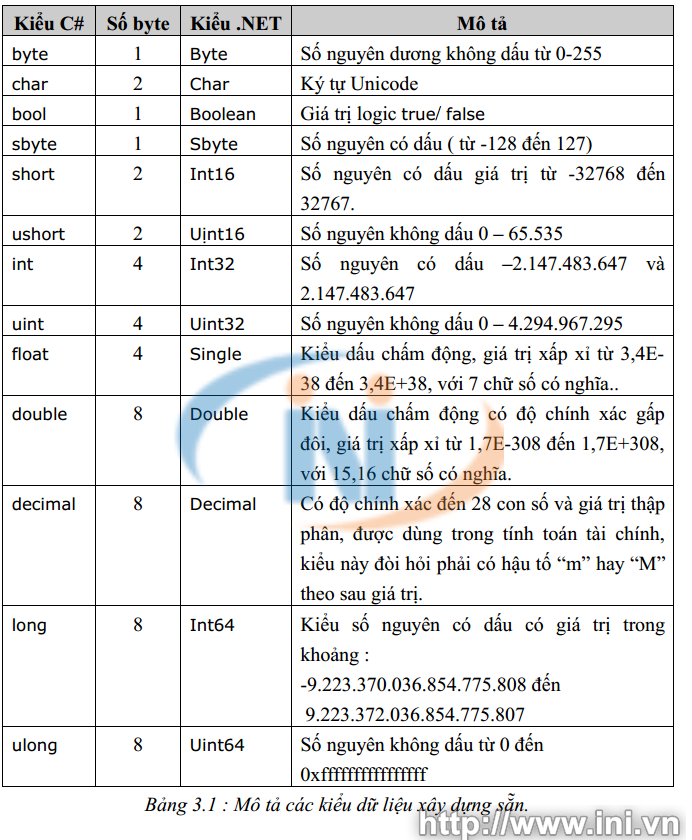 Kiểu C# Số byte Kiểu .NET Mô tả
byte 1 Byte Số nguyên dương không dấu từ 0-255
char 2 Char Ký tự Unicode
bool 1 Boolean Giá trị logic true/ false
sbyte 1 Sbyte Số nguyên có dấu ( từ -128 đến 127)
short 2 Int16 Số nguyên có dấu giá trị từ -32768 đến
32767.
ushort 2 Uịnt16 Số nguyên không dấu 0 – 65.535
int 4 Int32 Số nguyên có dấu –2.147.483.647 và
2.147.483.647
uint 4 Uint32 Số nguyên không dấu 0 – 4.294.967.295
float 4 Single Kiểu dấu chấm động, giá trị xấp xỉ từ 3,4E-
38 đến 3,4E+38, với 7 chữ số có nghĩa..
double 8 Double Kiểu dấu chấm động có độ chính xác gấp
đôi, giá trị xấp xỉ từ 1,7E-308 đến 1,7E+308,
với 15,16 chữ số có nghĩa.
decimal 8 Decimal Có độ chính xác đến 28 con số và giá trị thập
phân, được dùng trong tính toán tài chính,
kiểu này đòi hỏi phải có hậu tố “m” hay “M”
theo sau giá trị.
long 8 Int64 Kiểu số nguyên có dấu có giá trị trong
khoảng :
-9.223.370.036.854.775.808 đến
9.223.372.036.854.775.807
ulong 8 Uint64 Số nguyên không dấu từ 0 đến
0xffffffffffffffff
Bảng 3.1 : Mô tả các kiểu dữ liệu xây dựng sẵn.
iNi
http://www.ini.vn